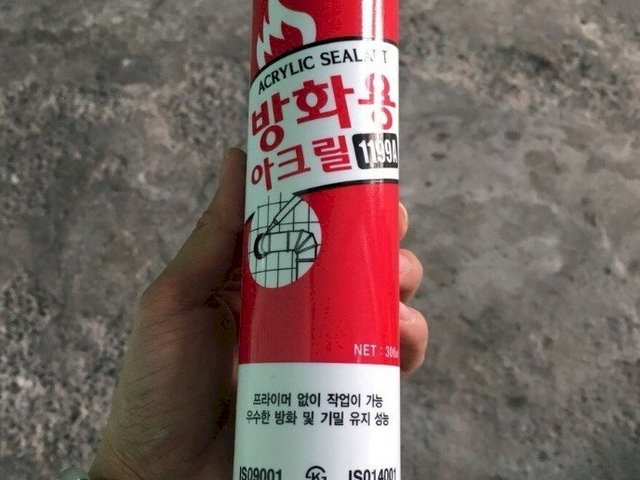 ACRYLIC SEALANT
방화용
아크릴 1199A
NET : 300
프라이머 없이 작업이 가능
우수한 방화 및 기밀 유지 성능
ISO9001 ISO14001